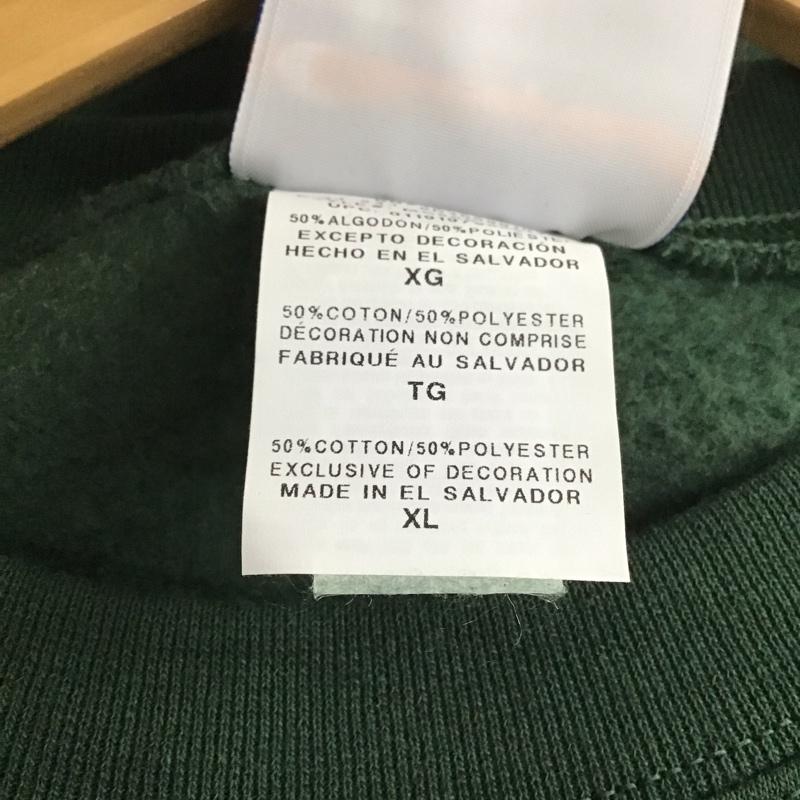 50%ALGODON/50%POLIESTER
EXCEPTO DECORACIÓN
HECHO EN EL SALVADOR
XG
50%COTON/50%POLYESTER
DÉCORATION NON COMPRISE
FABRIQUÉ AU SALVADOR
TG
50%COTTON/50%POLYESTER
EXCLUSIVE OF DECORATION
MADE IN EL SALVADOR
XL